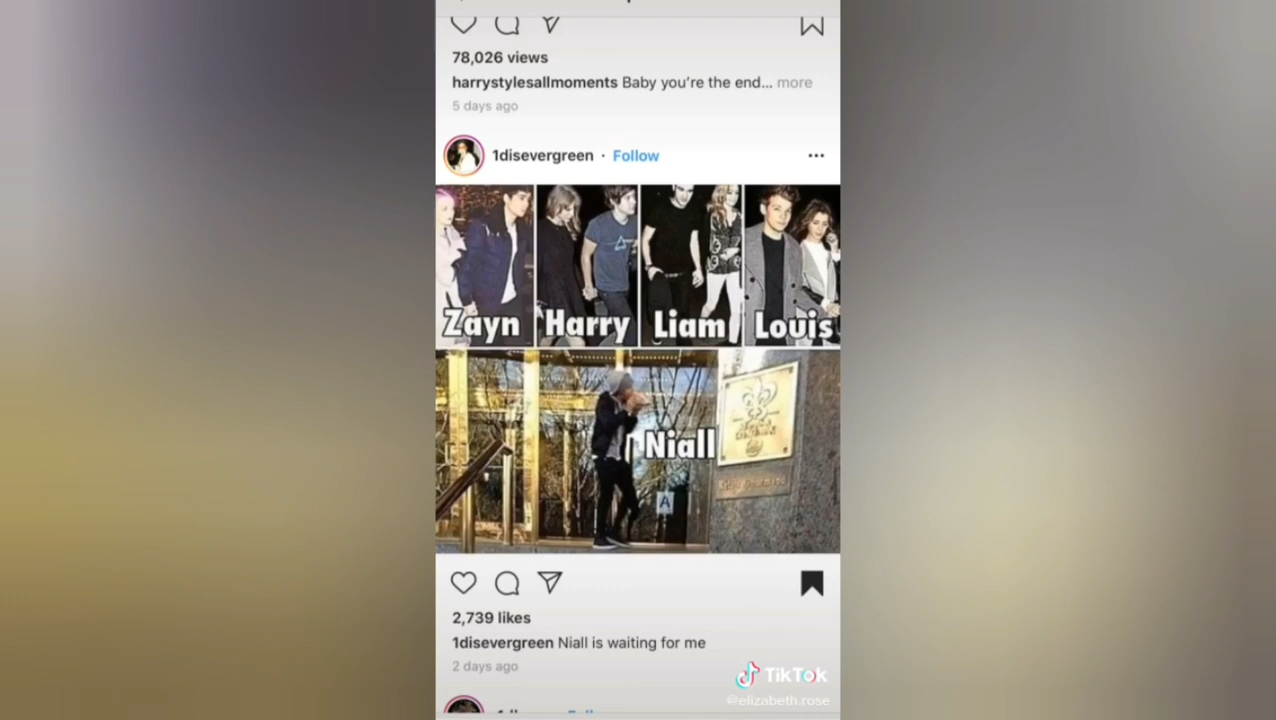 78,026 views
harrystylesallmoments Baby you're the end... more
5 days ago
1disevergreen · Follow
Zayn
Harry
Liam
Louis
Niall
A
2,739 likes
1disevergreen Niall is waiting for me
2 days ago
TikTok
@elizabeth.rose